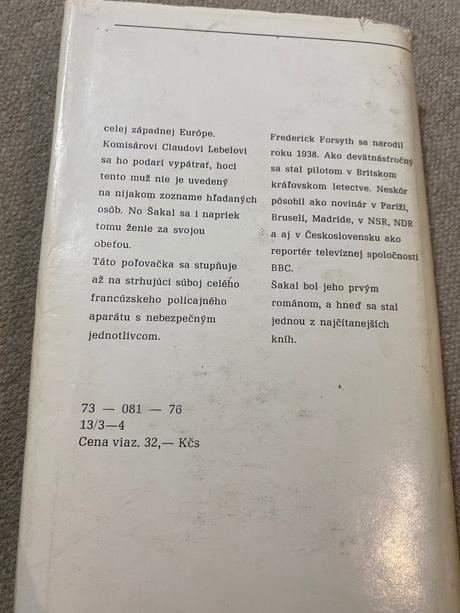 celej západnej Európe.
Komisárovi Claudovi Lebelovi
sa ho podarí vypátrať, hoci
tento muž nie je uvedený
na nijakom zozname hľadaných
osôb. No Šakal sa i napriek
tomu ženie za svojou
obeťou.
Táto poľovačka sa stupňuje
až na strhujúci súboj celého
francúzskeho policajného
aparátu s nebezpečným
jednotlivcom.
Frederick Forsyth sa narodil
roku 1938. Ako devätnásťročný
sa stal pilotom v Britskom
kráľovskom letectve. Neskôr
pôsobil ako novinár v Paríži,
Bruseli, Madride, v NSR, NDR
a aj v Československu ako
reportér televíznej spoločnosti
BBC.
Šakal bol jeho prvým
románom, a hneď sa stal
jednou z najčítanejších
kníh.
73 — 081 — 76
13/3—4
Cena viaz. 32,— Kčs